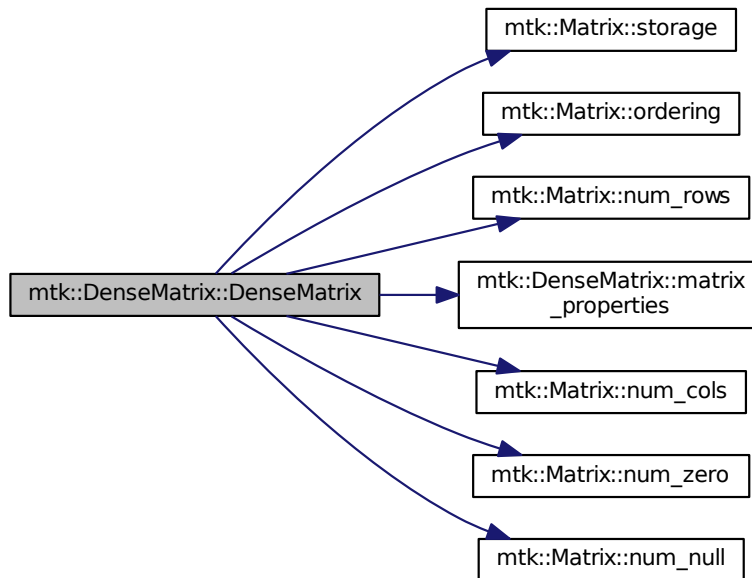 mtk::Matrix::storage
mtk::Matrix::ordering
mtk::Matrix::num_rows
mtk::DenseMatrix::DenseMatrix
mtk::DenseMatrix::matrix
_properties
mtk::Matrix::num_cols
mtk::Matrix::num_zero
mtk::Matrix::num_null